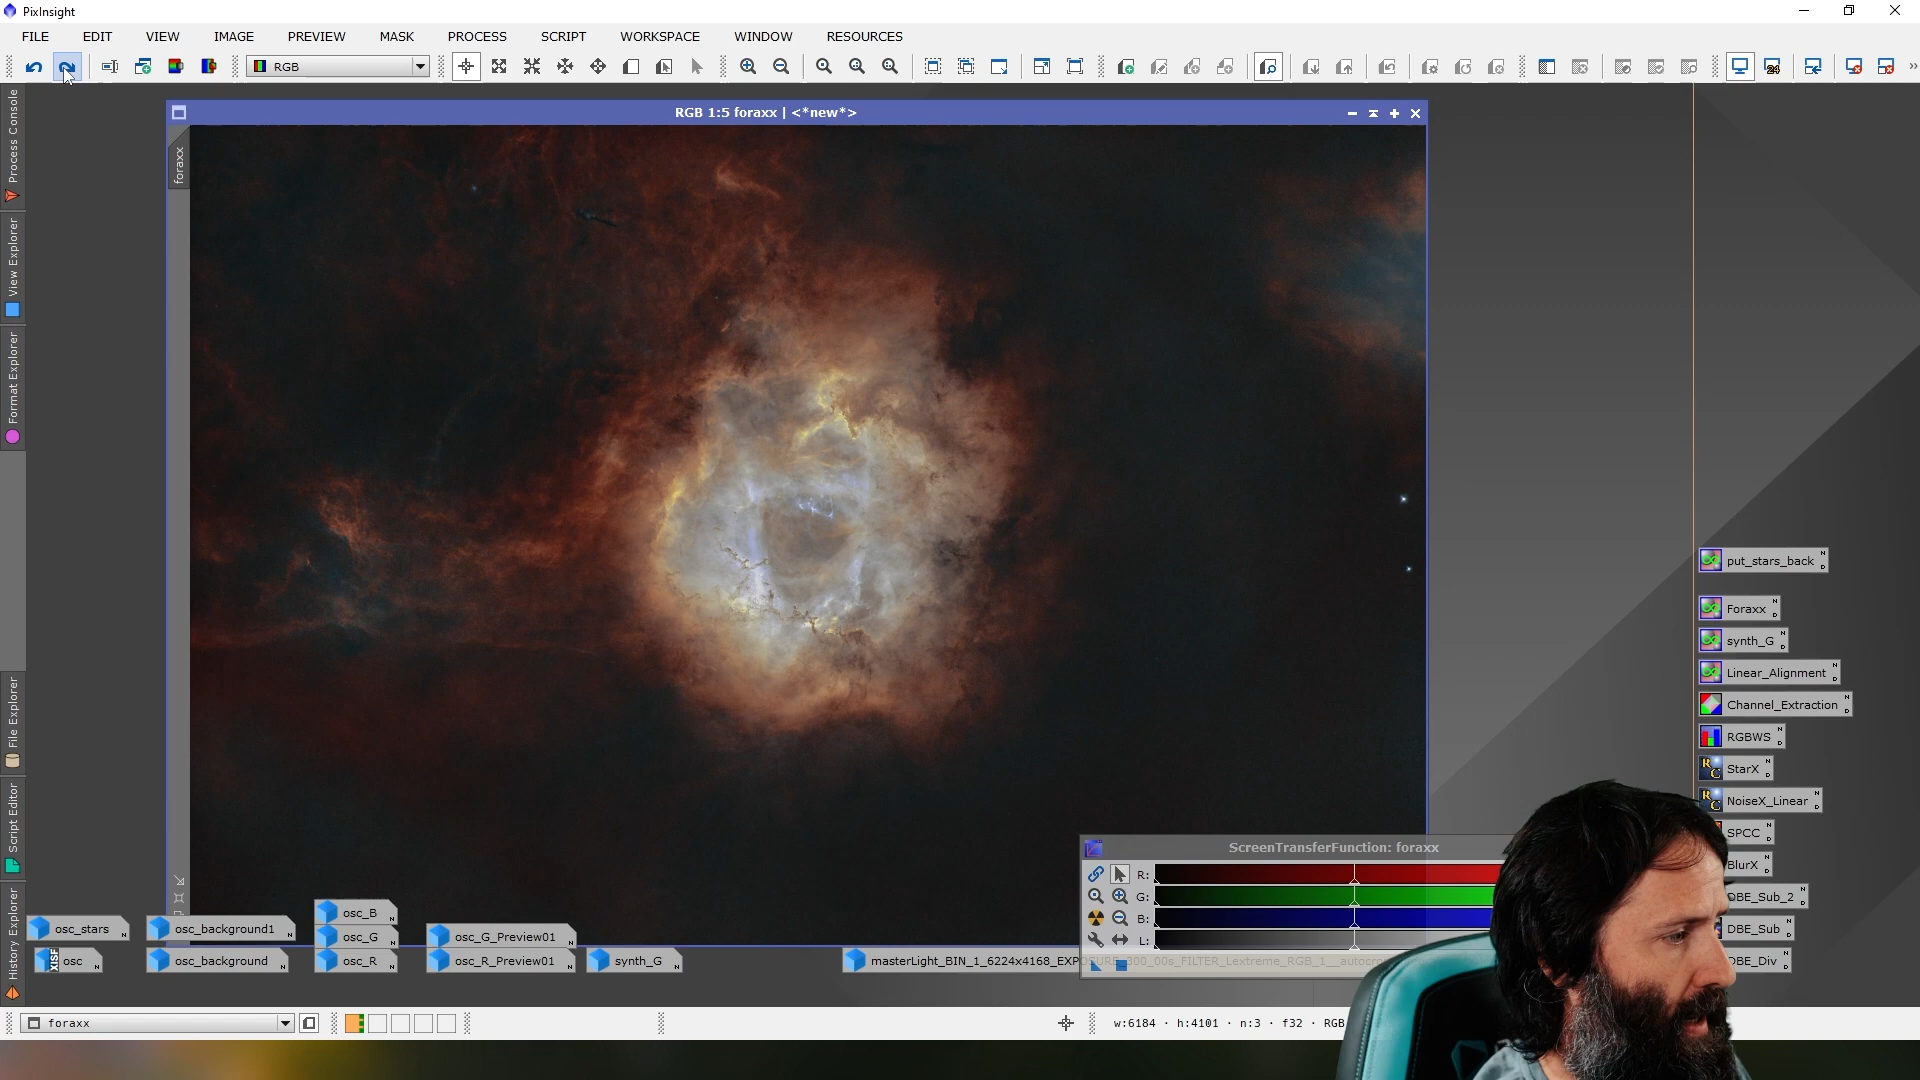 PixInsight
FILE EDIT VIEW IMAGE PREVIEW MASK PROCESS SCRIPT WORKSPACE WINDOW RESOURCES
RGB
24
RGB 1:5 foraxx | <*new*>
foraxx
Process Console
View Explorer
Format Explorer
File Explorer
Script Editor
History Explorer
put_stars_back
Foraxx
synth_G
Linear_Alignment
Channel_Extraction
RGBWS
StarX
NoiseX_Linear
SPCC
BlurX
DBE_Sub_2
DBE_Sub
DBE_Div
ScreenTransferFunction: foraxx
R:
G:
B:
L:
osc_stars
osc
osc_background1
osc_background
osc_B
osc_G
osc_R
osc_G_Preview01
osc_R_Preview01
synth_G
masterLight_BIN_1_6224x4168_EXPOSURE_300_00s_FILTER_Lextreme_RGB_1__autocro
foraxx
w:6184 · h:4101 · n:3 · f32 · RGB